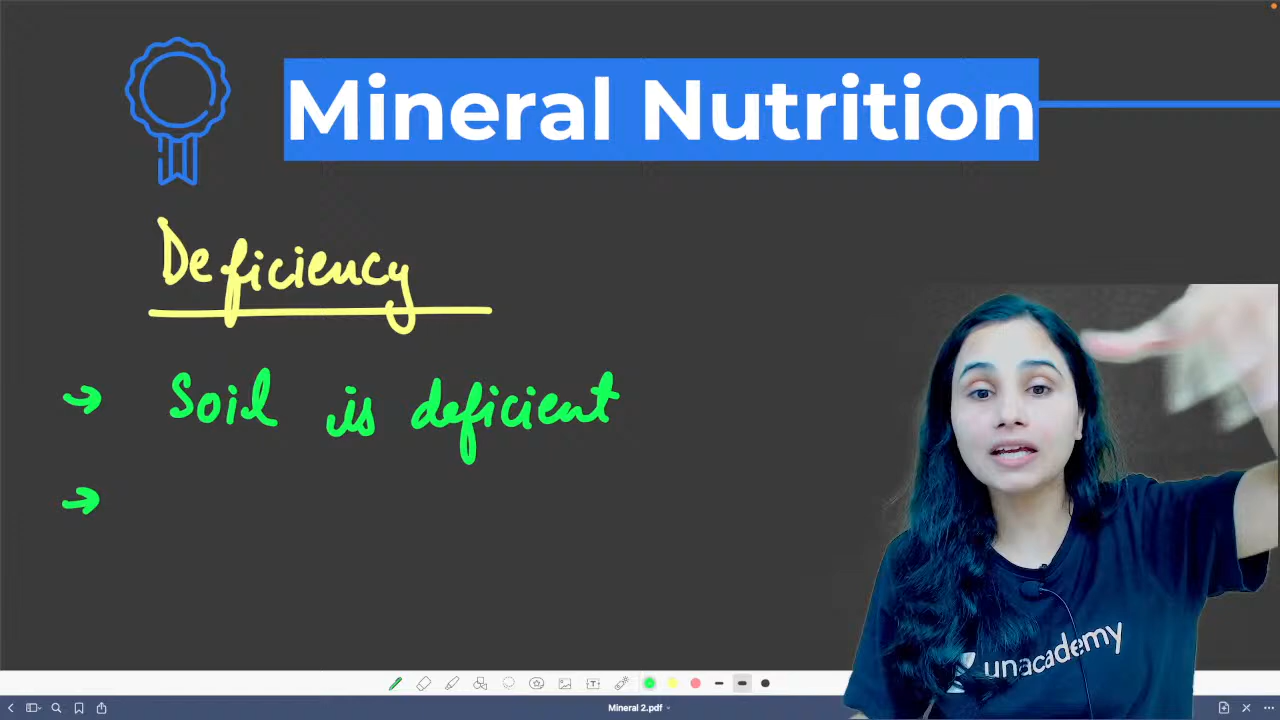 Mineral Nutrition
Deficiency
→ Soil is deficient
→
unacademy
Mineral 2.pdf